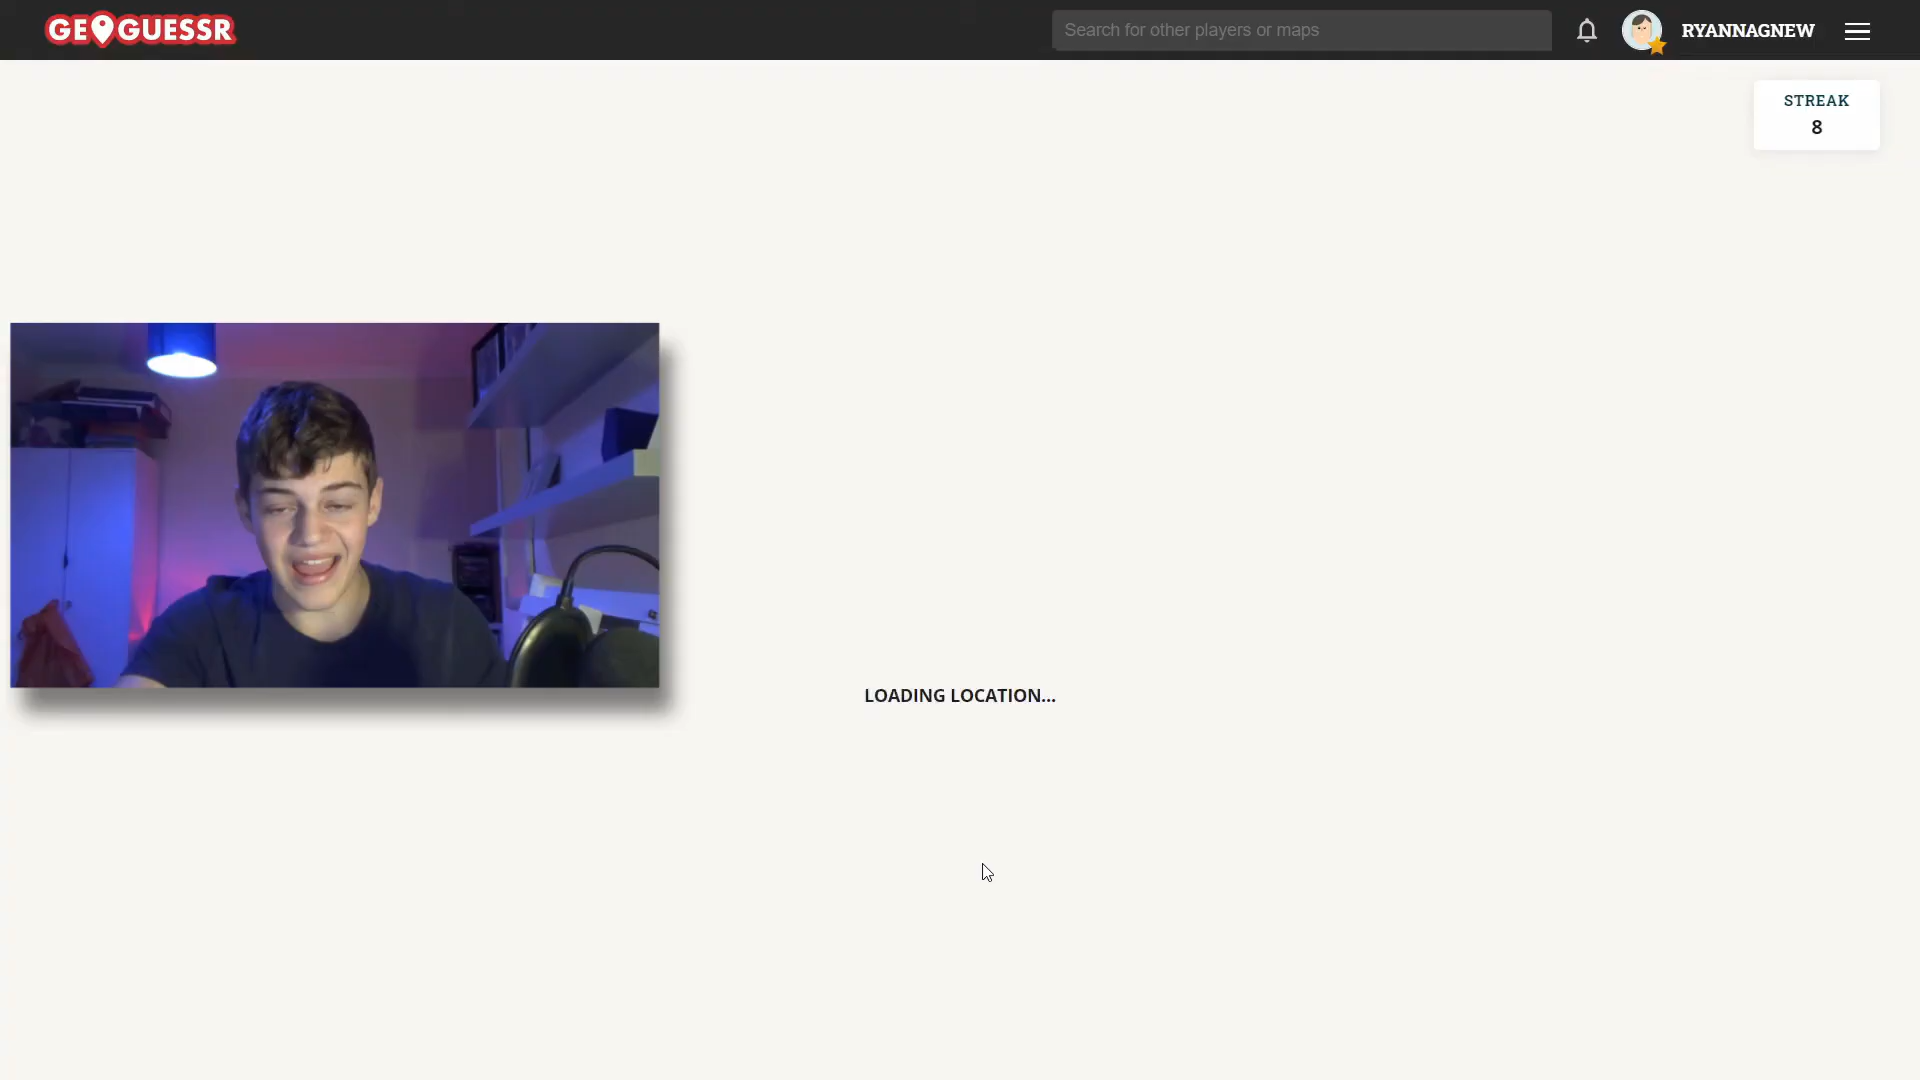 GEOGUESSR
Search for other players or maps
RYANNAGNEW
STREAK
8
LOADING LOCATION...